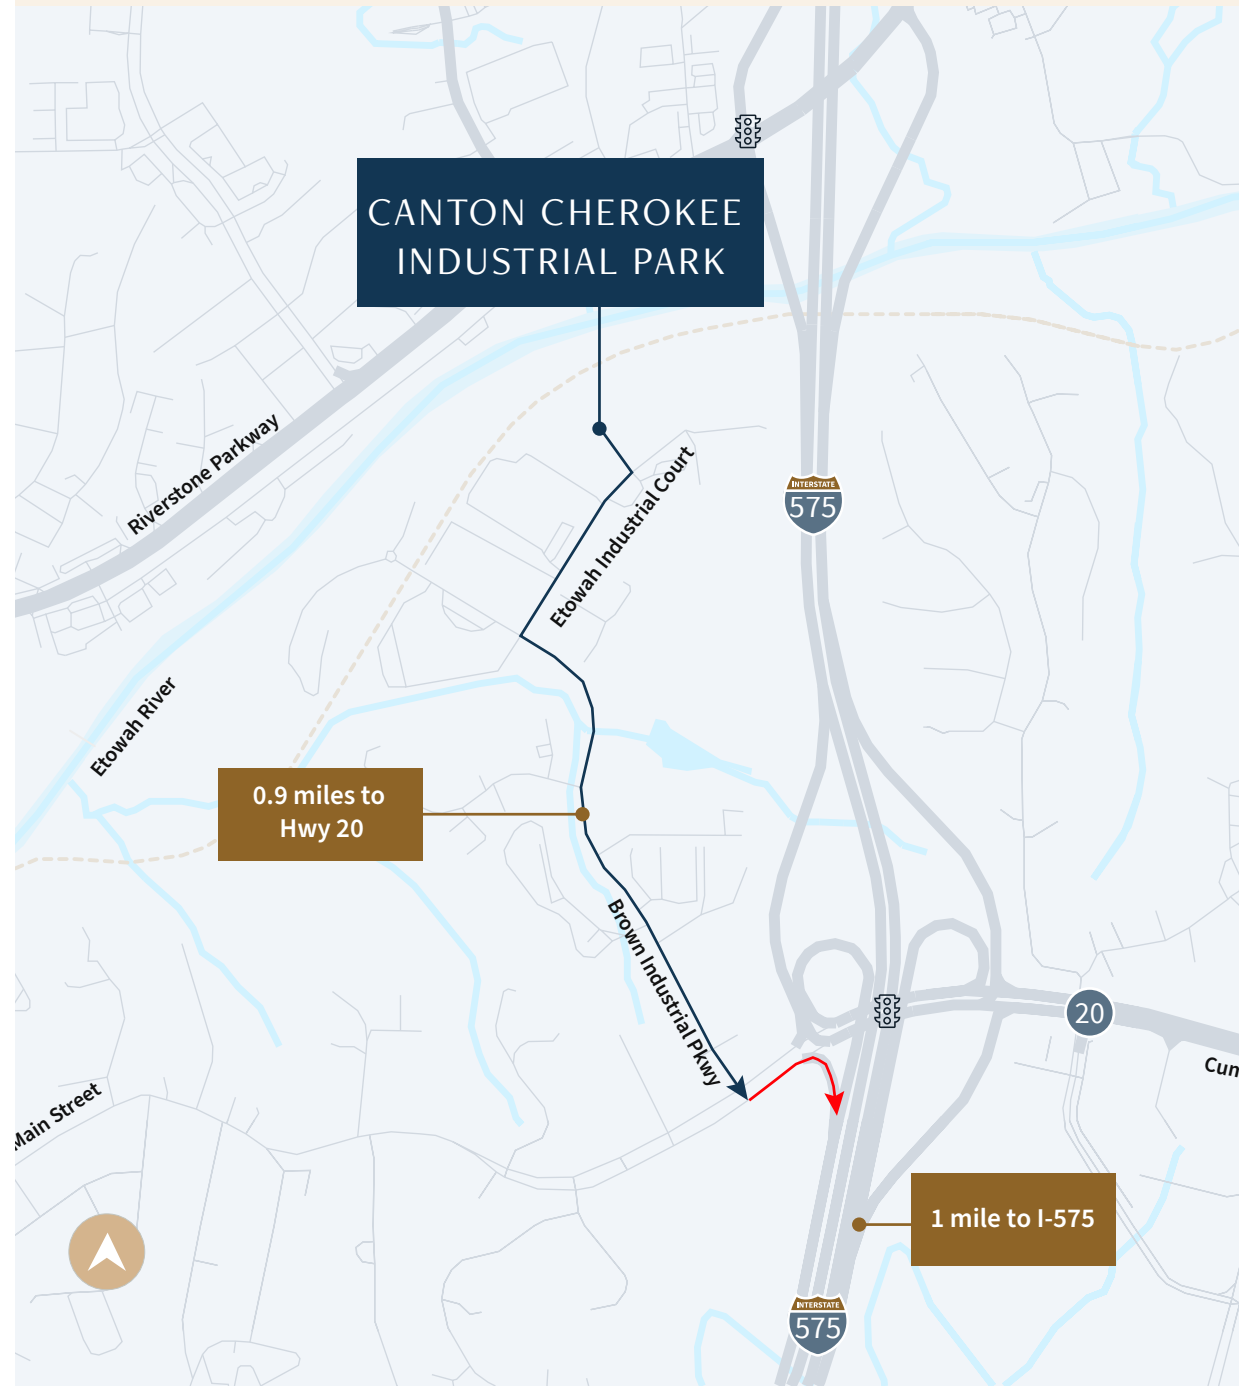 CANTON CHEROKEE
INDUSTRIAL PARK
Riverstone Parkway
Etowah Industrial Court
INTERSTATE
575
Etowah River
0.9 miles to
Hwy 20
Brown Industrial Pkwy
20
Cum
Main Street
1 mile to I-575
INTERSTATE
575